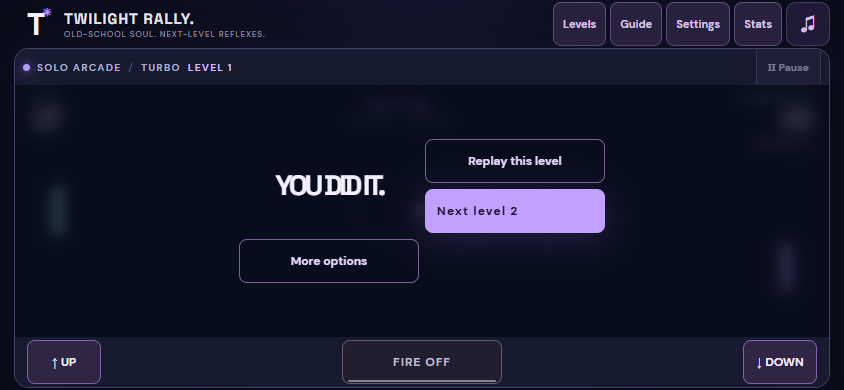 T*
TWILIGHT RALLY.
OLD-SCHOOL SOUL. NEXT-LEVEL REFLEXES.
Levels
Guide
Settings
Stats
SOLO ARCADE / TURBO LEVEL 1
II Pause
YOU DID IT.
Replay this level
Next level 2
More options
↑ UP
FIRE OFF
↓ DOWN